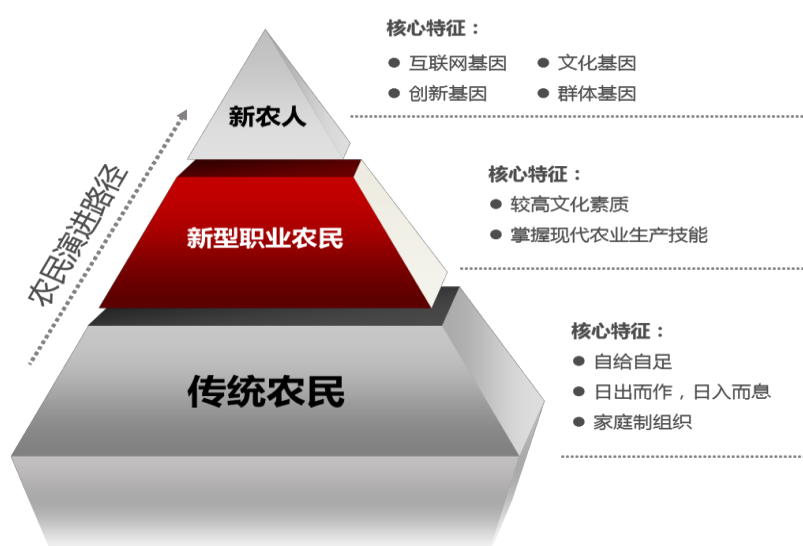 核心特征：
● 互联网基因 ● 文化基因
● 创新基因 ● 群体基因
新农人
农民演进路径
核心特征：
● 较高文化素质
● 掌握现代农业生产技能
新型职业农民
核心特征：
● 自给自足
● 日出而作，日入而息
● 家庭制组织
传统农民